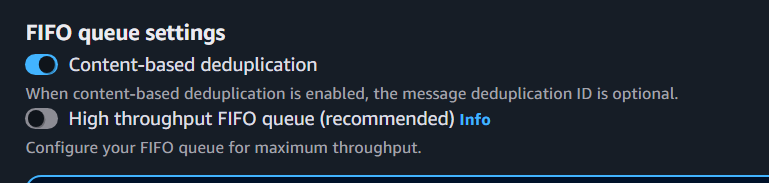 FIFO queue settings
Content-based deduplication
When content-based deduplication is enabled, the message deduplication ID is optional.
High throughput FIFO queue (recommended) Info
Configure your FIFO queue for maximum throughput.